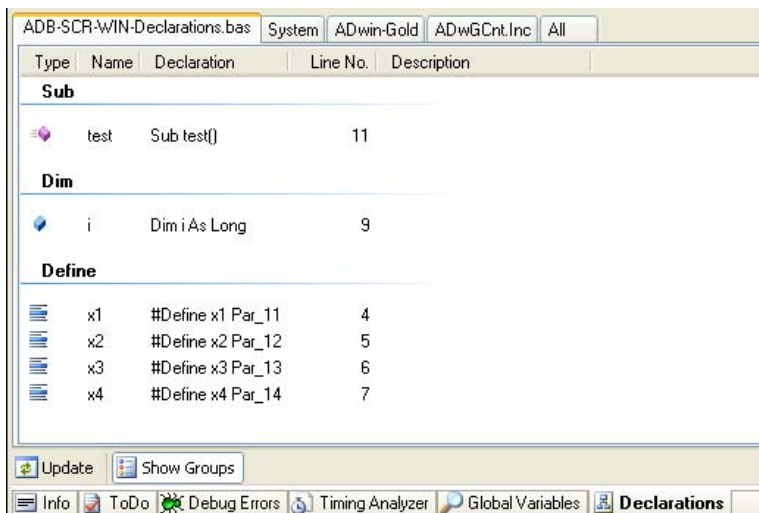 ADB-SCR-WIN-Declarations.bas System ADwin-Gold ADwGCnt.Inc All
Type Name Declaration Line No. Description
Sub
test Sub test() 11
Dim
i Dim i As Long 9
Define
x1 #Define x1 Par_11 4
x2 #Define x2 Par_12 5
x3 #Define x3 Par_13 6
x4 #Define x4 Par_14 7
Update Show Groups
Info ToDo Debug Errors Timing Analyzer Global Variables Declarations